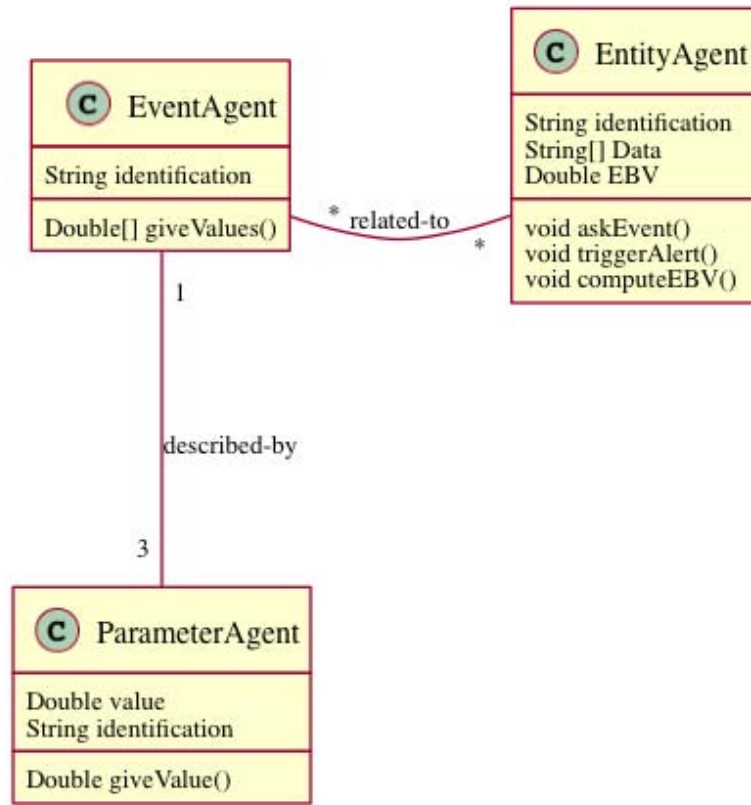 C EventAgent
String identification
Double[] giveValues()
C EntityAgent
String identification
String[] Data
Double EBV
void askEvent()
void triggerAlert()
void computeEBV()
* related-to *
1
described-by
3
C ParameterAgent
Double value
String identification
Double giveValue()